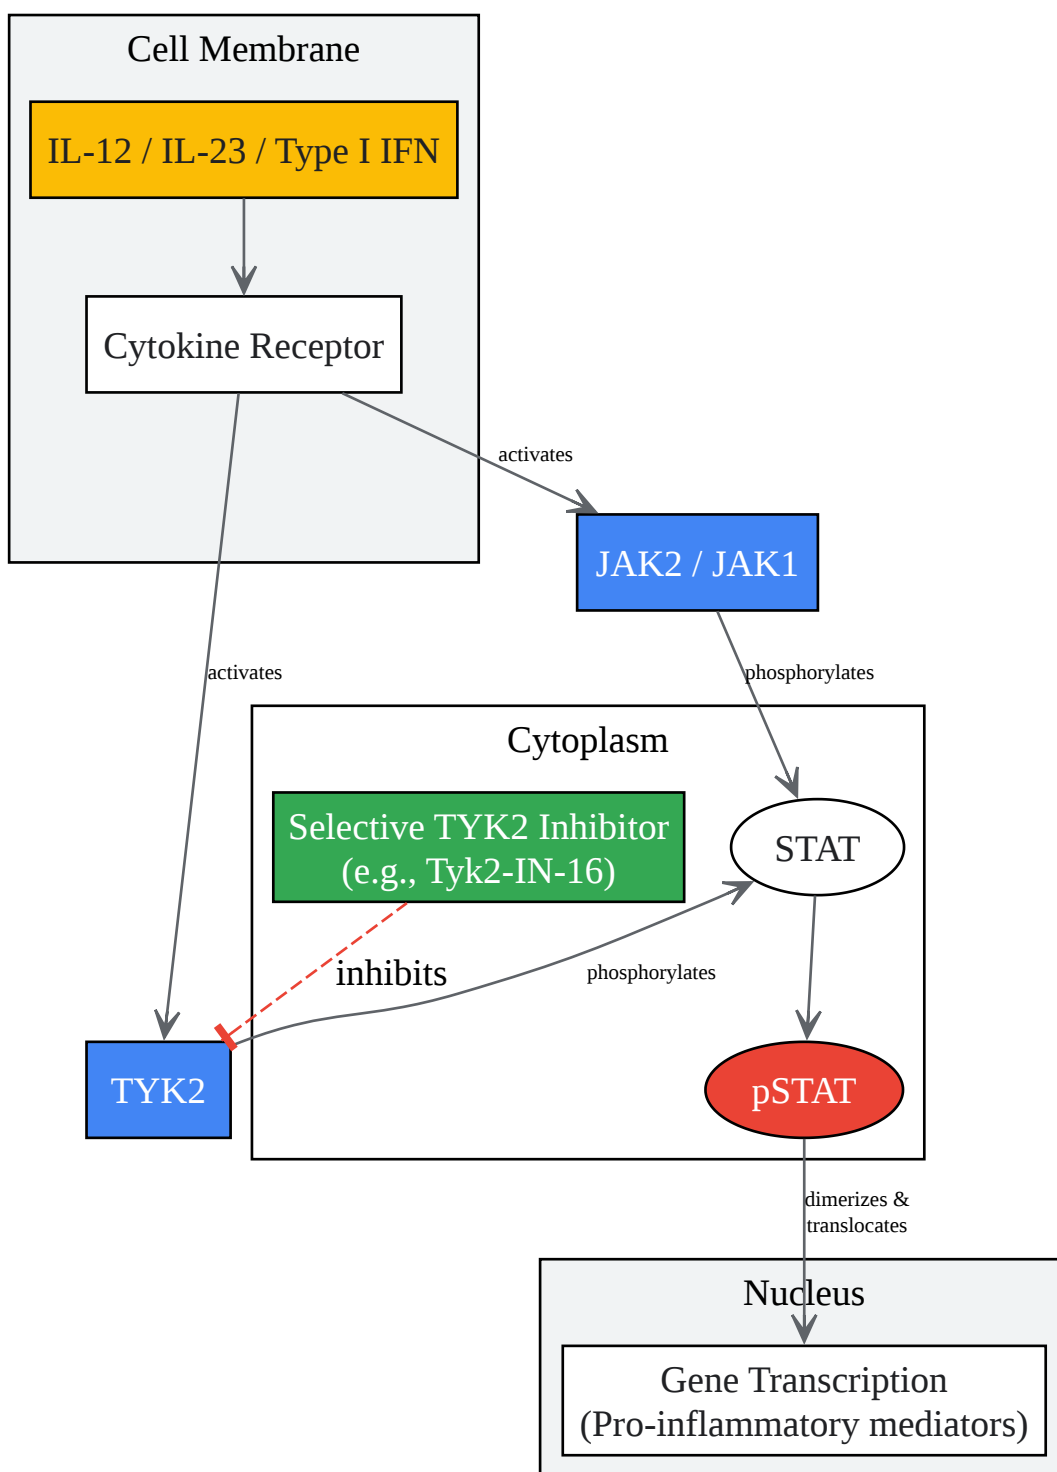 Cell Membrane
IL-12 / IL-23 / Type I IFN
Cytokine Receptor
activates
JAK2 / JAK1
activates
phosphorylates
Cytoplasm
Selective TYK2 Inhibitor
(e.g., Tyk2-IN-16)
STAT
inhibits
phosphorylates
TYK2
pSTAT
dimerizes &
translocates
Nucleus
Gene Transcription
(Pro-inflammatory mediators)